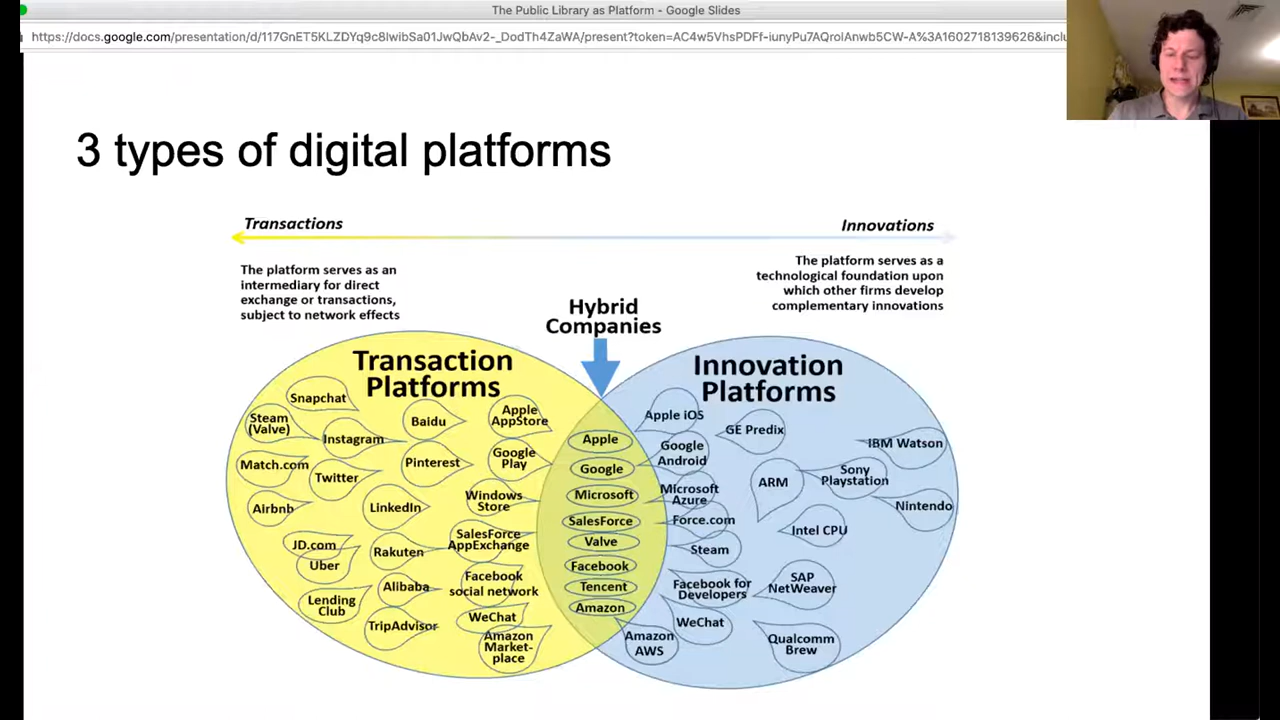 The Public Library as Platform - Google Slides
https://docs.google.com/presentation/d/117GnET5KLZDYq9c8lwibSa01JwQbAv2-_DodTh4ZaWA/present?token=AC4w5VhsPDFf-iunyPu7AQrolAnwb5CW-A%3A1602718139626&inclu
3 types of digital platforms
Transactions
Innovations
The platform serves as an
intermediary for direct
exchange or transactions,
subject to network effects
The platform serves as a
technological foundation upon
which other firms develop
complementary innovations
Hybrid
Companies
Transaction
Platforms
Snapchat
Steam
(Valve)
Instagram
Baidu
Apple
AppStore
Match.com
Twitter
Pinterest
Google
Play
Airbnb
LinkedIn
Windows
Store
JD.com
Uber
Rakuten
SalesForce
AppExchange
Lending
Club
Alibaba
Facebook
social network
TripAdvisor
WeChat
Amazon
Market-
place
Apple
Google
Microsoft
SalesForce
Valve
Facebook
Tencent
Amazon
Innovation
Platforms
Apple iOS
GE Predix
IBM Watson
Google
Android
ARM
Sony
Playstation
Microsoft
Azure
Nintendo
Force.com
Intel CPU
Steam
Facebook for
Developers
SAP
NetWeaver
WeChat
Amazon
AWS
Qualcomm
Brew